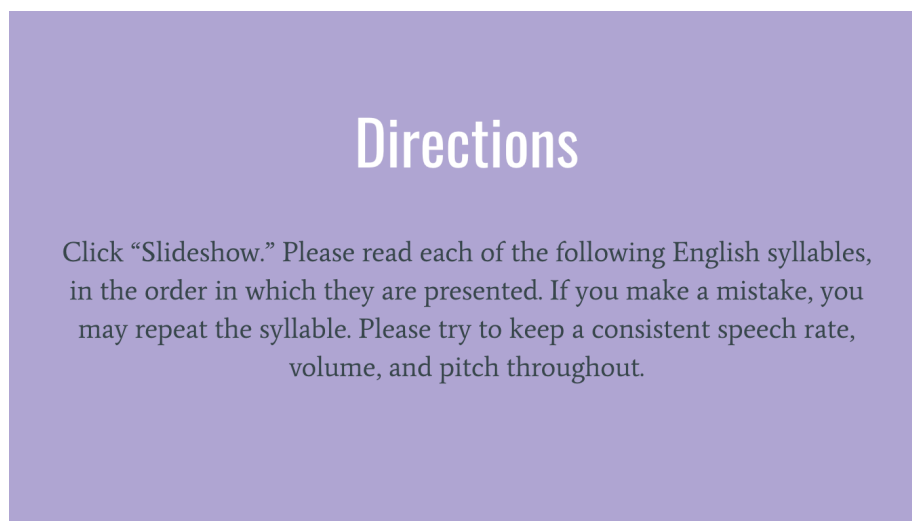 Directions
Click “Slideshow.” Please read each of the following English syllables,
in the order in which they are presented. If you make a mistake, you
may repeat the syllable. Please try to keep a consistent speech rate,
volume, and pitch throughout.